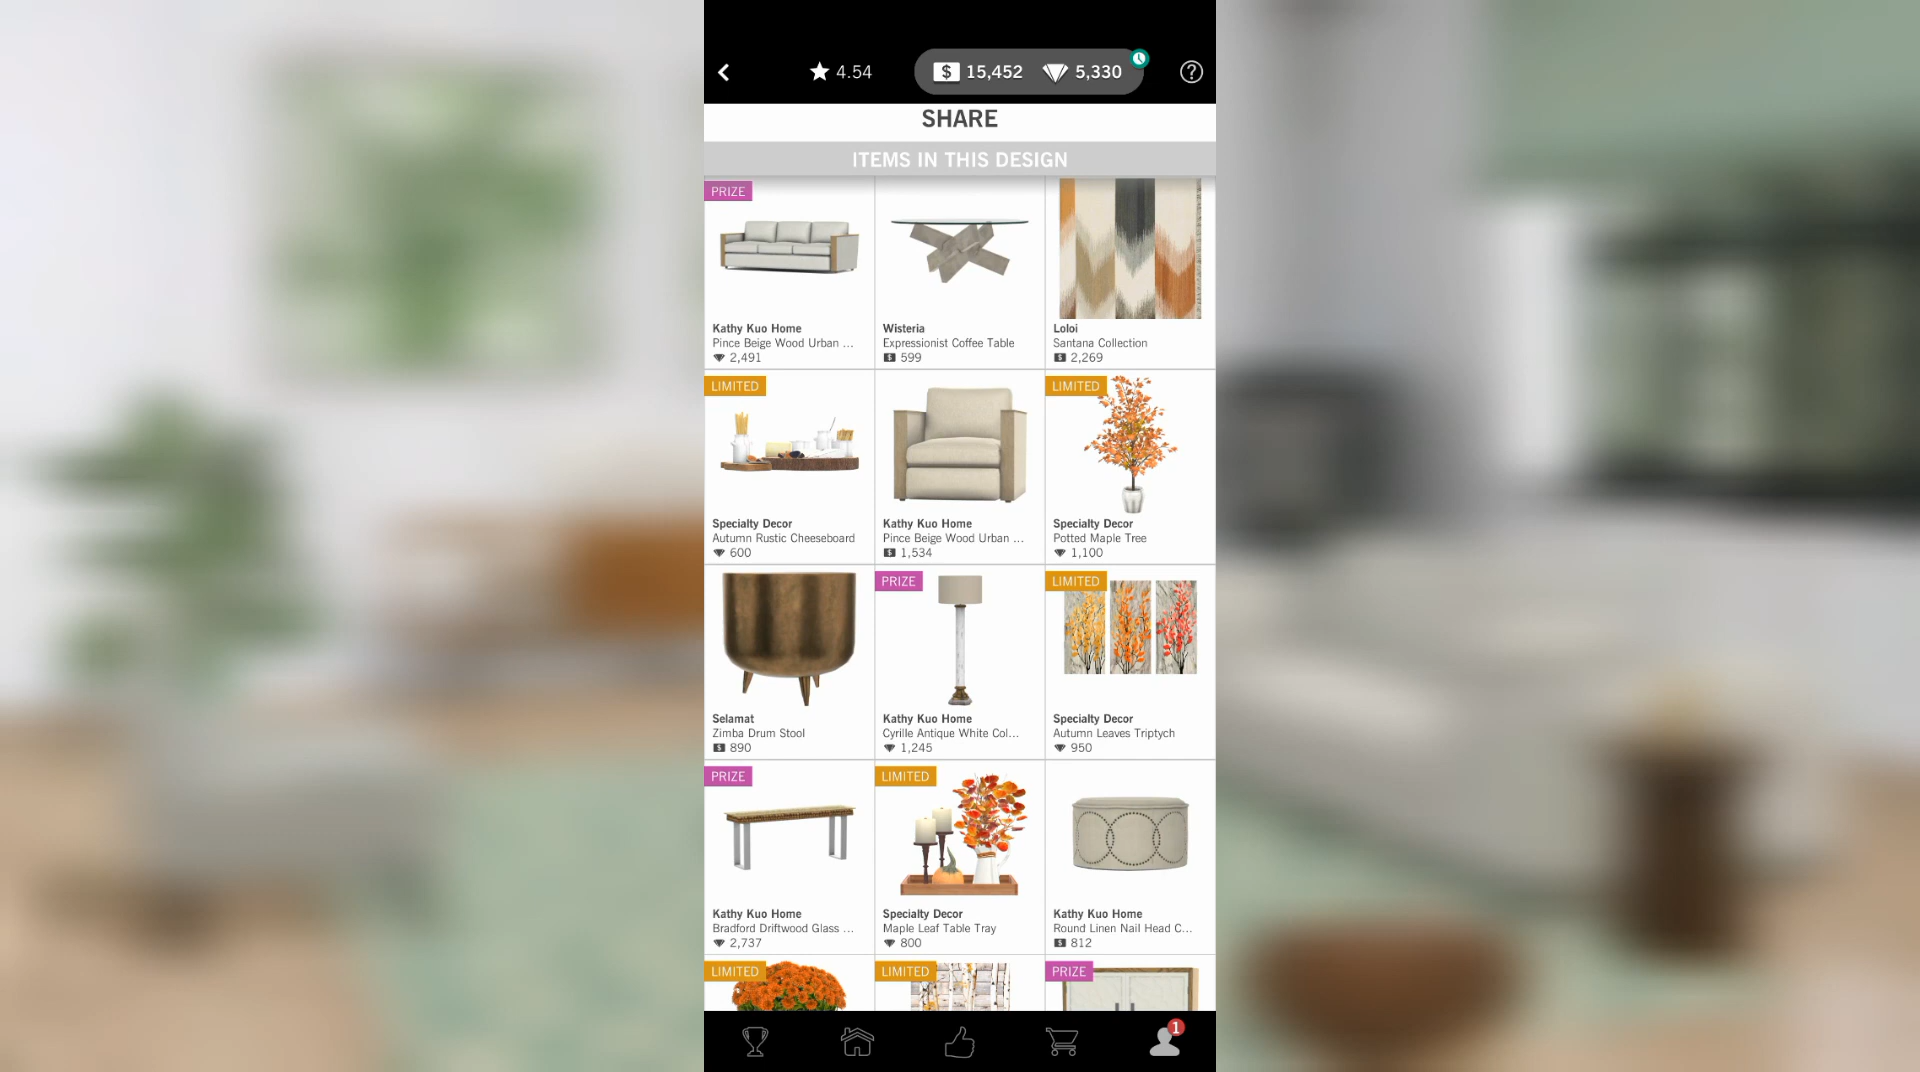 4.54
$ 15,452
5,330
?
SHARE
ITEMS IN THIS DESIGN
PRIZE
Kathy Kuo Home
Pince Beige Wood Urban ...
2,491
Wisteria
Expressionist Coffee Table
$ 599
Loloi
Santana Collection
$ 2,269
LIMITED
Specialty Decor
Autumn Rustic Cheeseboard
600
Kathy Kuo Home
Pince Beige Wood Urban ...
$ 1,534
LIMITED
Specialty Decor
Potted Maple Tree
1,100
Selamat
Zimba Drum Stool
$ 890
PRIZE
Kathy Kuo Home
Cyrille Antique White Col...
1,245
LIMITED
Specialty Decor
Autumn Leaves Triptych
950
PRIZE
Kathy Kuo Home
Bradford Driftwood Glass ...
2,737
LIMITED
Specialty Decor
Maple Leaf Table Tray
800
Kathy Kuo Home
Round Linen Nail Head C...
$ 812
LIMITED
LIMITED
PRIZE
1